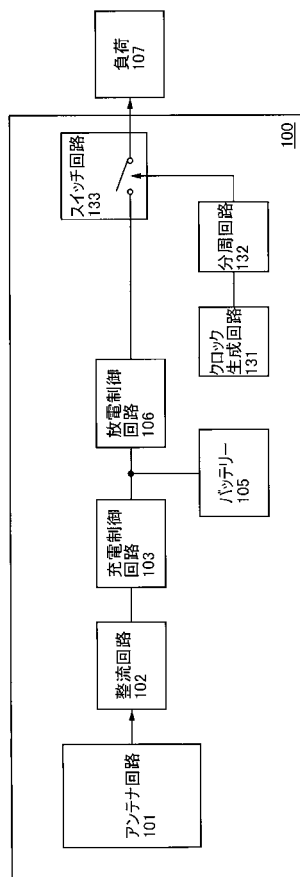 アンテナ回路
101
整流回路
102
充電制御
回路
103
バッテリー
105
放電制御
回路
106
クロック
生成回路
131
分周回路
132
スイッチ回路
133
負荷
107
100